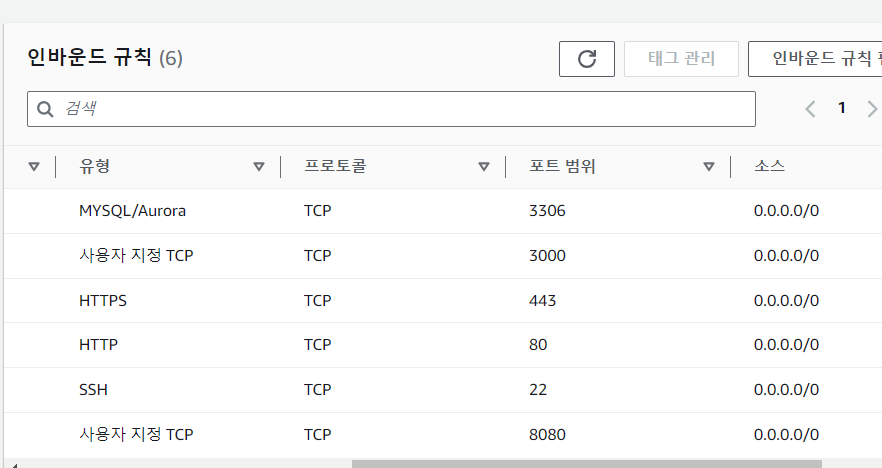 인바운드 규칙 (6)
태그 관리
인바운드 규칙
검색
1
유형 프로토콜 포트 범위 소스
MYSQL/Aurora TCP 3306 0.0.0.0/0
사용자 지정 TCP TCP 3000 0.0.0.0/0
HTTPS TCP 443 0.0.0.0/0
HTTP TCP 80 0.0.0.0/0
SSH TCP 22 0.0.0.0/0
사용자 지정 TCP TCP 8080 0.0.0.0/0